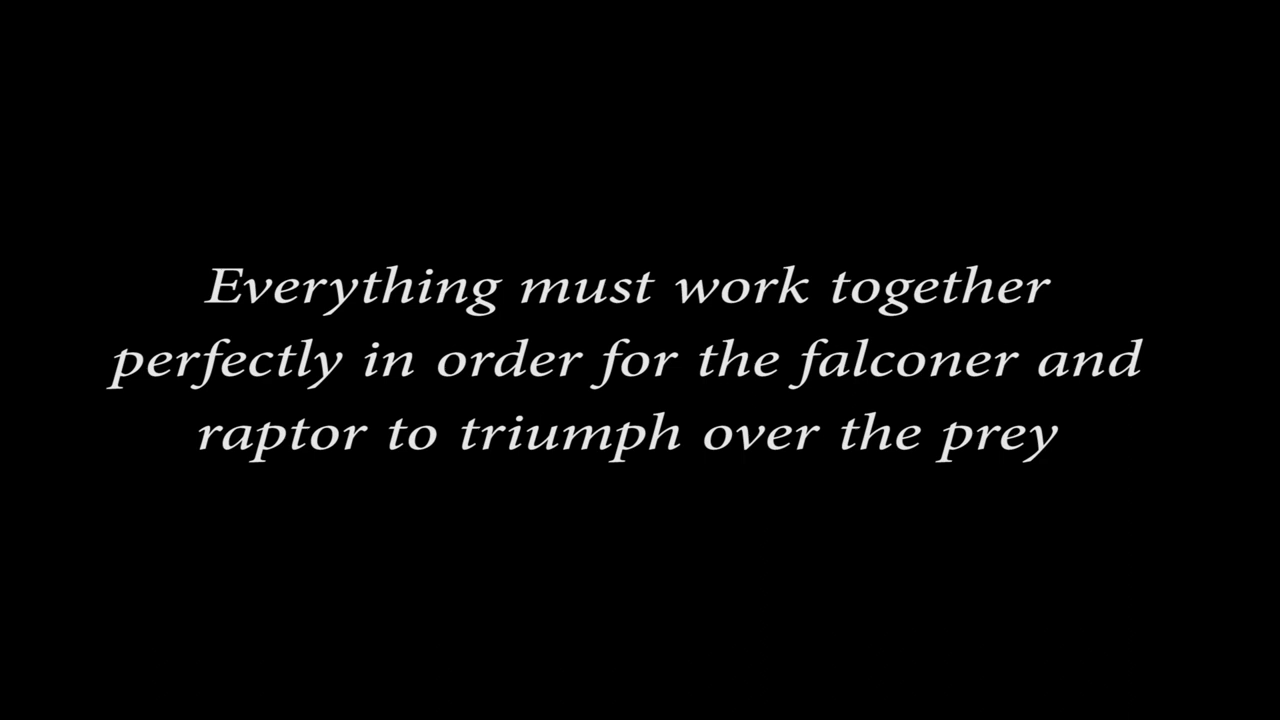 Everything must work together
perfectly in order for the falconer and
raptor to triumph over the prey